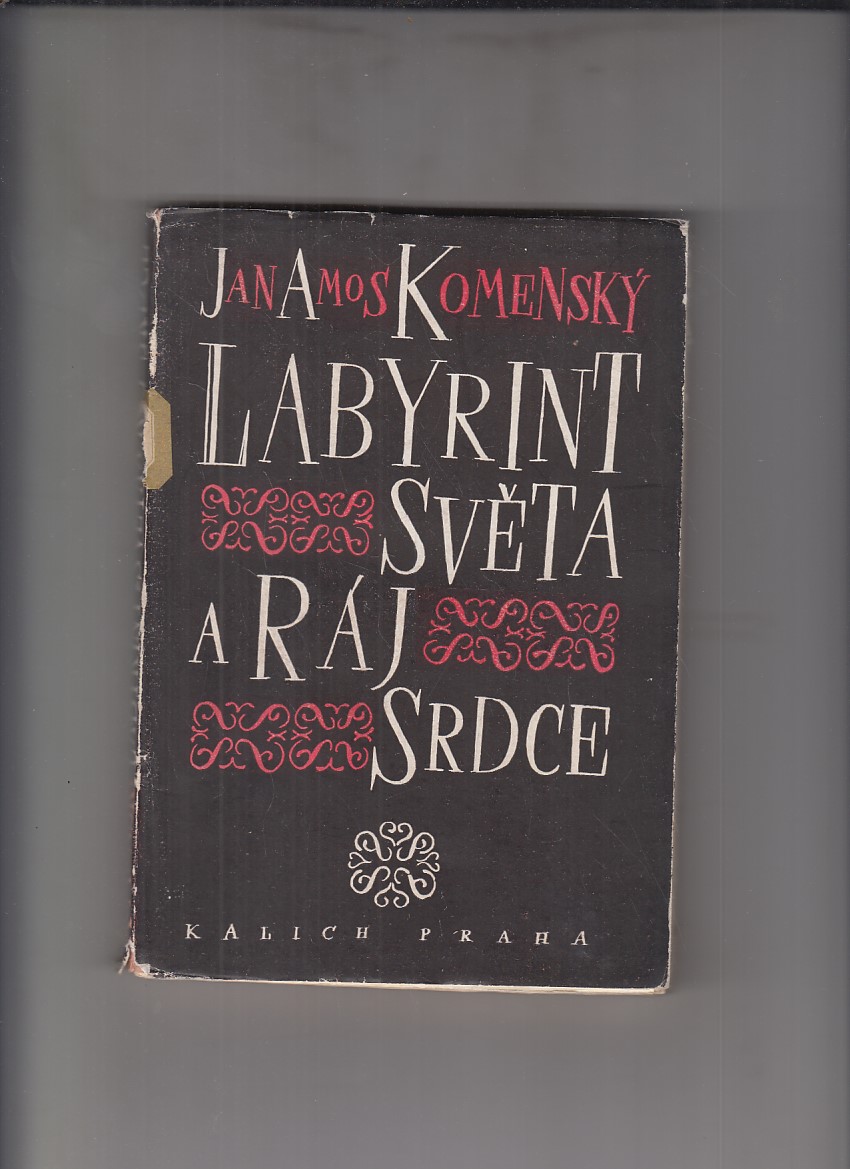 JAN AMOS KOMENSKÝ
LABYRINT
SVĚTA
A RÁJ
SRDCE
KALICH PRAHA